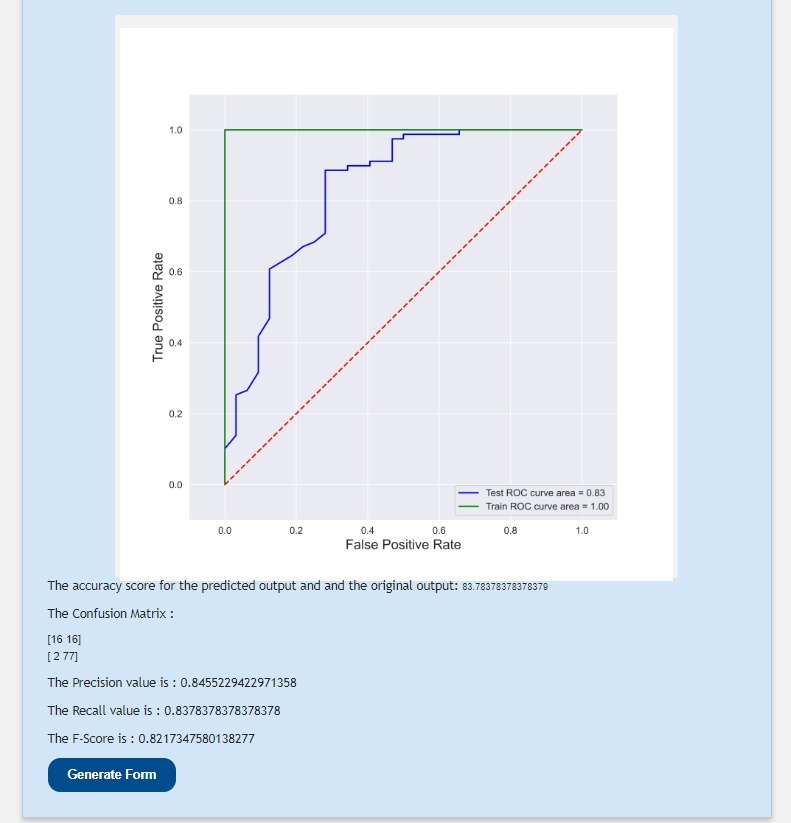 1.0
0.8
0.6
0.4
0.2
0.0
True Positive Rate
Test ROC curve area = 0.83
Train ROC curve area = 1.00
0.0 0.2 0.4 0.6 0.8 1.0
False Positive Rate
The accuracy score for the predicted output and and the original output: 83.78378378378379
The Confusion Matrix :
[16 16]
[ 2 77]
The Precision value is : 0.8455229422971358
The Recall value is : 0.8378378378378378
The F-Score is : 0.8217347580138277
Generate Form